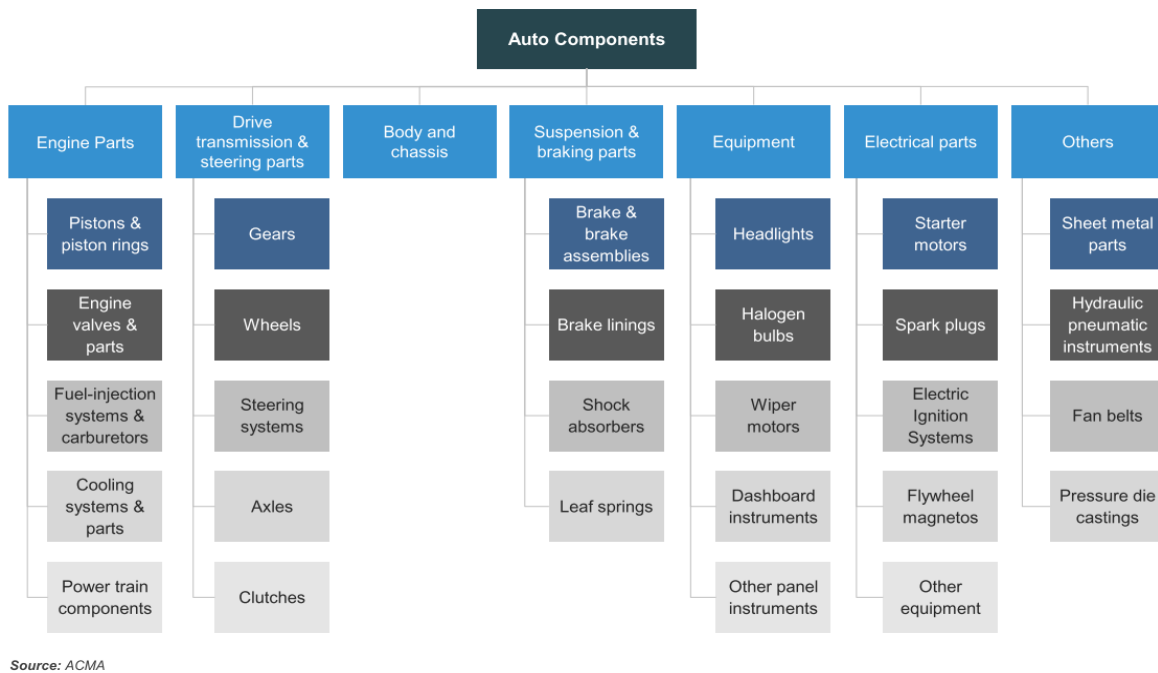 Auto Components
Engine Parts
Drive
transmission &
steering parts
Body and
chassis
Suspension &
braking parts
Equipment
Electrical parts
Others
Pistons &
piston rings
Gears
Brake &
brake
assemblies
Headlights
Starter
motors
Sheet metal
parts
Engine
valves &
parts
Wheels
Brake linings
Halogen
bulbs
Spark plugs
Hydraulic
pneumatic
instruments
Fuel-injection
systems &
carburetors
Steering
systems
Shock
absorbers
Wiper
motors
Electric
Ignition
Systems
Fan belts
Cooling
systems &
parts
Axles
Leaf springs
Dashboard
instruments
Flywheel
magnetos
Pressure die
castings
Power train
components
Clutches
Other panel
instruments
Other
equipment
Source: ACMA